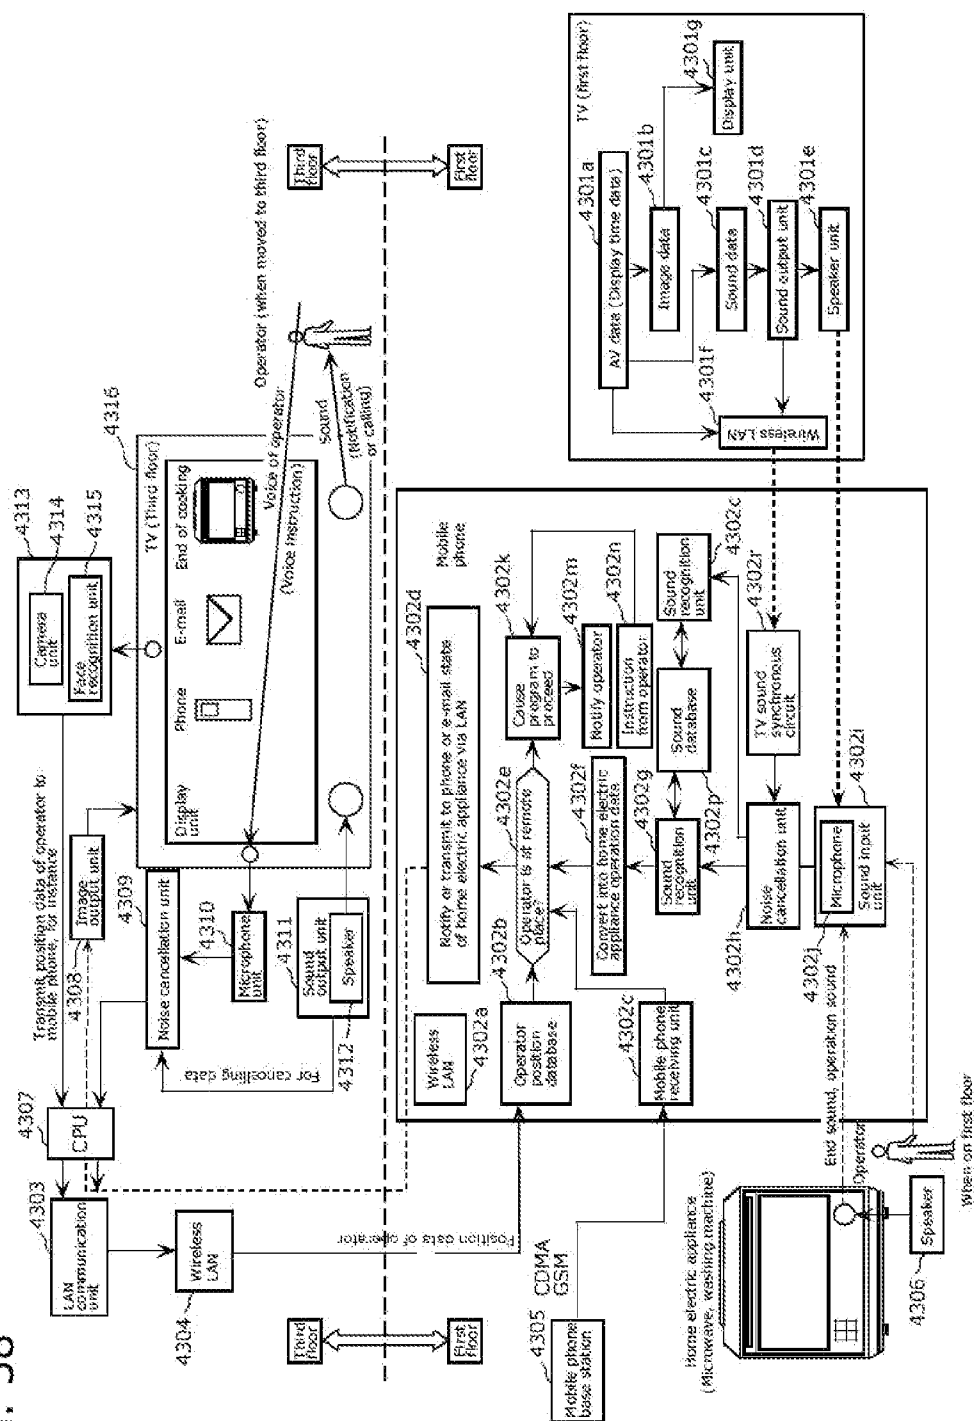 Third
floor
First
floor
Operator (when moved to third floor)
TV (first floor)
4301a
AV data (Display time data)
4301b
Image data
4301g
Display unit
4301c
Sound data
4301d
Sound output unit
4301e
Speaker unit
4301f
Wireless LAN
4313
4314
Camera
unit
4315
Face recognition unit
4316
TV (Third floor)
Display
unit
Phone
E-mail
End of cooking
Voice of operator
(Voice instruction)
Sound
(Notification
or calling)
Transmit position data of operator to
mobile phone, for instance
4308
Image
output unit
4309
Noise cancellation unit
4310
Microphone
unit
4311
Sound
output unit
Speaker
4312
For cancelling data
4307
CPU
4303
LAN
communication
unit
4304
Wireless
LAN
Position data of operator
Third
floor
First
floor
4305
Mobile phone
base station
CDMA
GSM
Mobile
phone
4302d
Notify or transmit to phone or e-mail state
of home electric appliance via LAN
Wireless
LAN
4302a
4302b
Operator
position
database
4302e
Operator is at remote
place?
4302k
Cause
program to
proceed
4302m
Notify operator
4302n
Instruction
from operator
4302f
Convert into home electric
appliance operation data
4302c
Mobile phone
receiving unit
4302g
Sound
recognition
unit
4302p
Sound
database
4302c
Sound
recognition
unit
4302h
Noise
cancellation unit
4302r
TV sound
synchronous
circuit
4302i
4302j
Microphone
Sound input
unit
End sound, operation sound
Operator
When on first floor
Home electric appliance
(Microwave, washing machine)
4306
Speaker